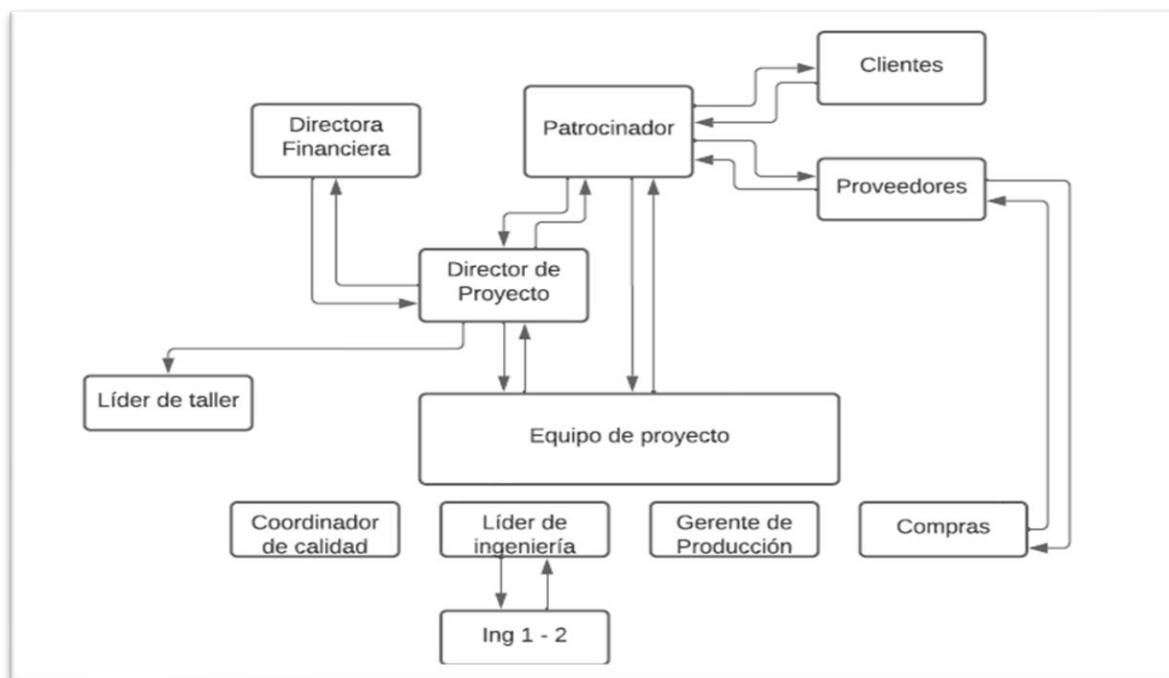 Clientes
Directora
Financiera
Patrocinador
Proveedores
Director de
Proyecto
Líder de taller
Equipo de proyecto
Coordinador
de calidad
Líder de
ingeniería
Gerente de
Producción
Compras
Ing 1 - 2